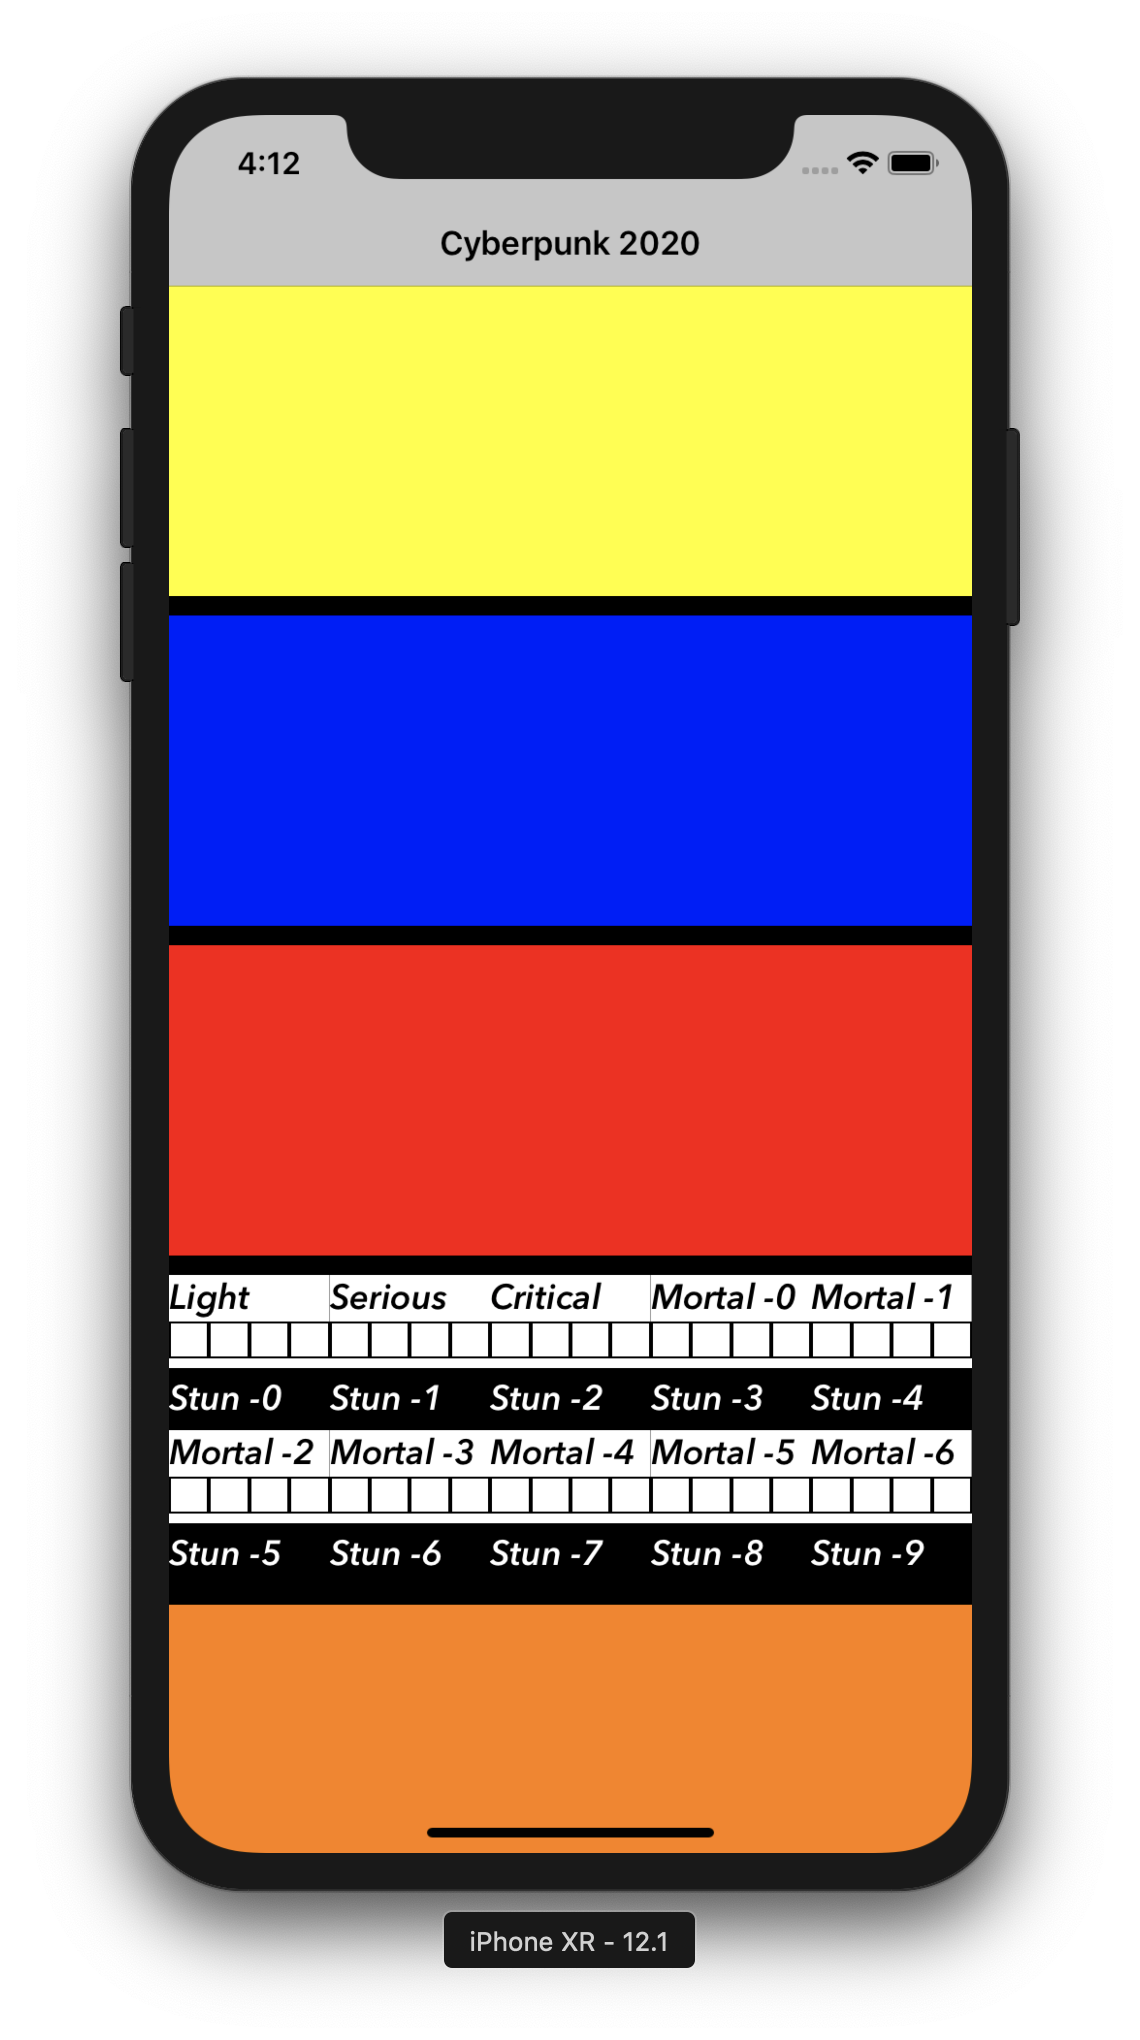 4:12
Cyberpunk 2020
Light Serious Critical Mortal -0 Mortal -1
Stun -0 Stun -1 Stun -2 Stun -3 Stun -4
Mortal -2 Mortal -3 Mortal -4 Mortal -5 Mortal -6
Stun -5 Stun -6 Stun -7 Stun -8 Stun -9
iPhone XR - 12.1